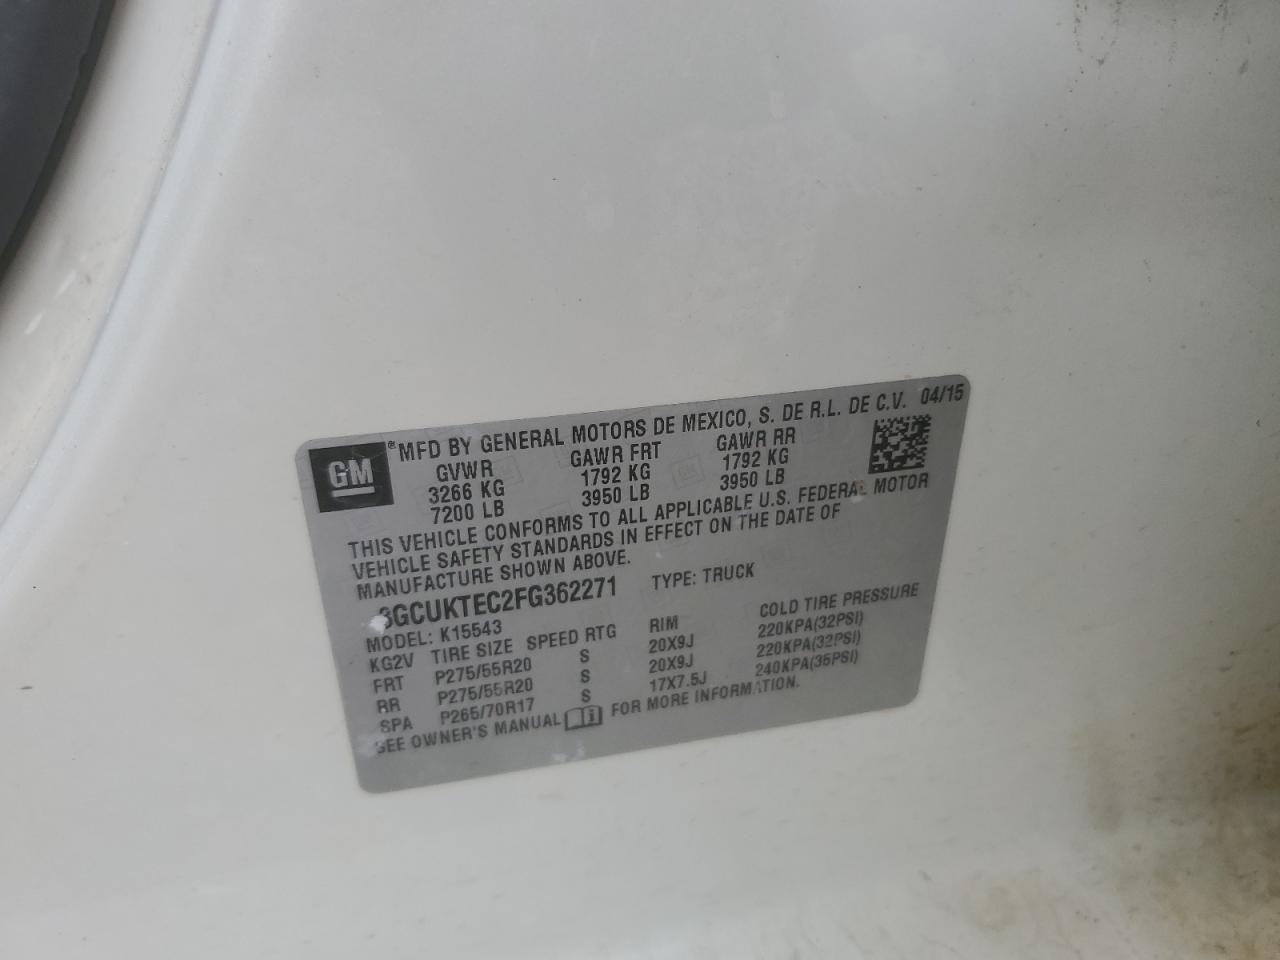 GM ® MFD BY GENERAL MOTORS DE MEXICO, S. DE R.L. DE C.V. 04/15
GVWR GAWR FRT GAWR RR
3266 KG 1792 KG 1792 KG
7200 LB 3950 LB 3950 LB
THIS VEHICLE CONFORMS TO ALL APPLICABLE U.S. FEDERAL MOTOR
VEHICLE SAFETY STANDARDS IN EFFECT ON THE DATE OF
MANUFACTURE SHOWN ABOVE.
3GCUKTEC2FG362271 TYPE: TRUCK
MODEL: K15543
KG2V TIRE SIZE SPEED RTG RIM COLD TIRE PRESSURE
FRT P275/55R20 S 20X9J 220KPA(32PSI)
RR P275/55R20 S 20X9J 220KPA(32PSI)
SPA P265/70R17 S 17X7.5J 240KPA(35PSI)
SEE OWNER'S MANUAL FOR MORE INFORMATION.